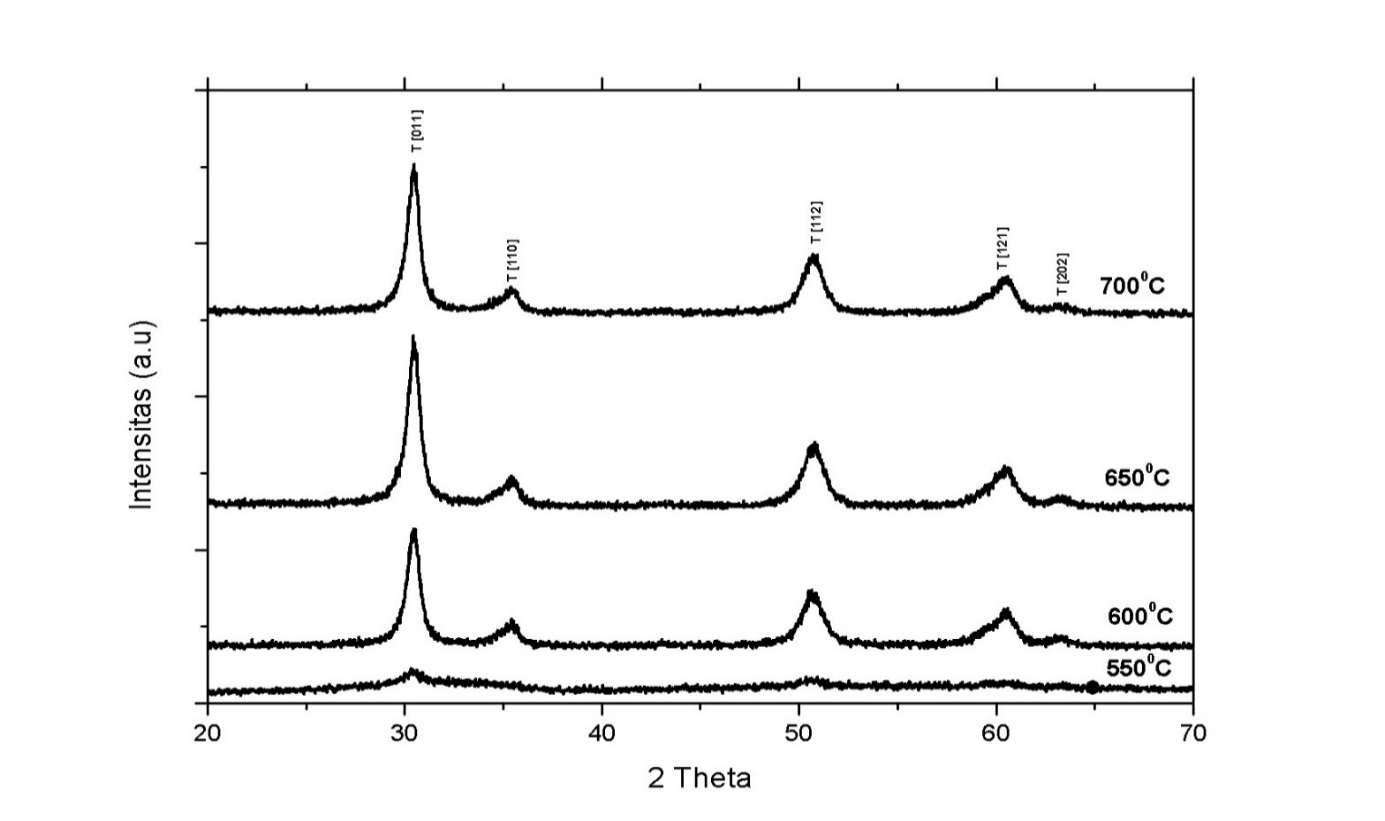 T [011]
T [110]
T [112]
T [121]
T [202]
700⁰C
650⁰C
600⁰C
550⁰C
Intensitas (a.u)
20 30 40 50 60 70
2 Theta